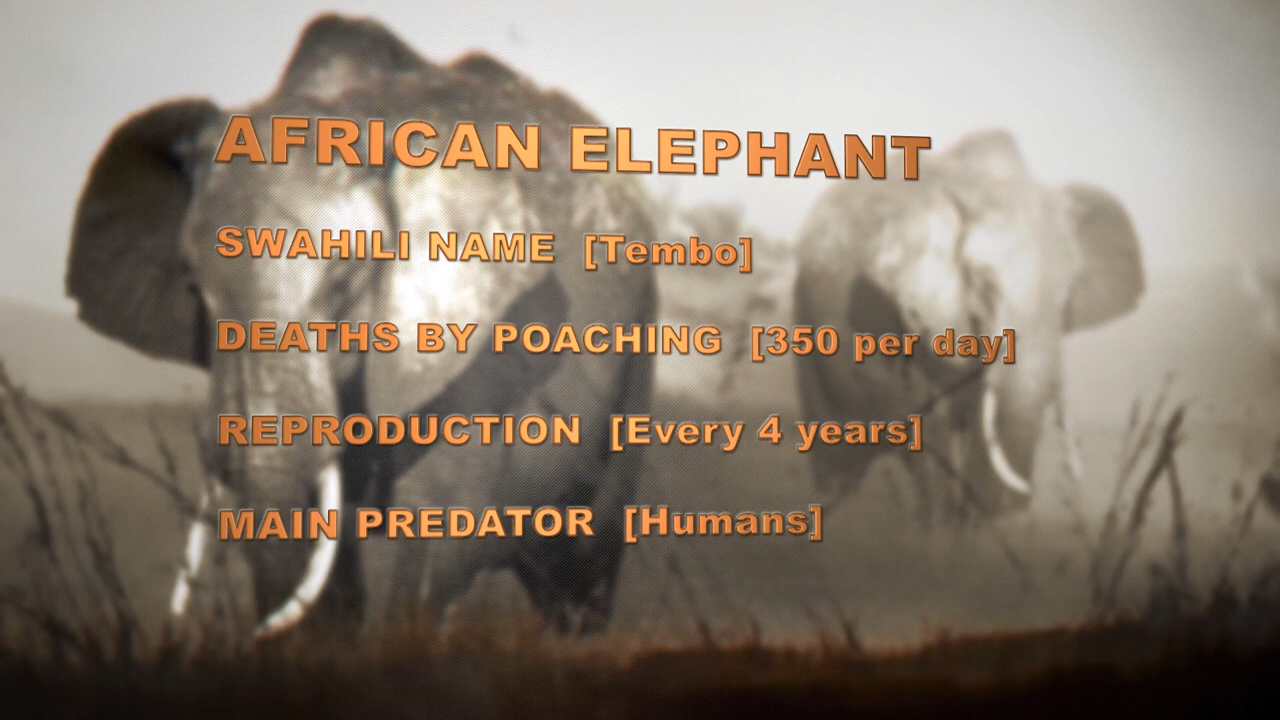 AFRICAN ELEPHANT
SWAHILI NAME [Tembo]
DEATHS BY POACHING [350 per day]
REPRODUCTION [Every 4 years]
MAIN PREDATOR [Humans]